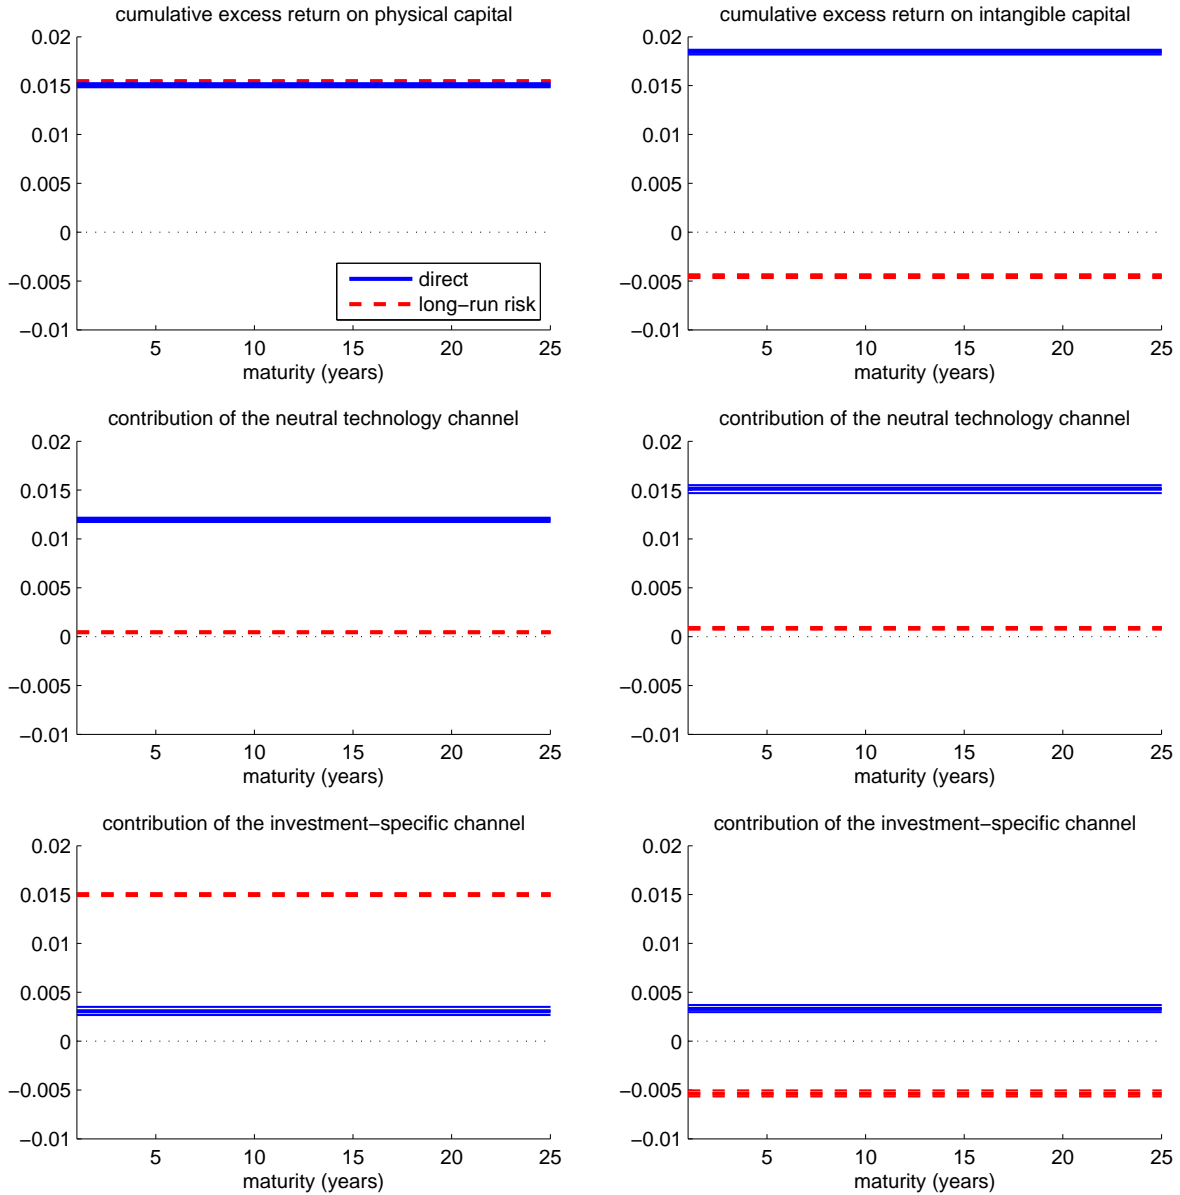 cumulative excess return on physical capital
0.02
0.015
0.01
0.005
0
−0.005
−0.01
direct
long−run risk
5 10 15 20 25
maturity (years)
cumulative excess return on intangible capital
0.02
0.015
0.01
0.005
0
−0.005
−0.01
5 10 15 20 25
maturity (years)
contribution of the neutral technology channel
0.02
0.015
0.01
0.005
0
−0.005
−0.01
5 10 15 20 25
maturity (years)
contribution of the neutral technology channel
0.02
0.015
0.01
0.005
0
−0.005
−0.01
5 10 15 20 25
maturity (years)
contribution of the investment−specific channel
0.02
0.015
0.01
0.005
0
−0.005
−0.01
5 10 15 20 25
maturity (years)
contribution of the investment−specific channel
0.02
0.015
0.01
0.005
0
−0.005
−0.01
5 10 15 20 25
maturity (years)